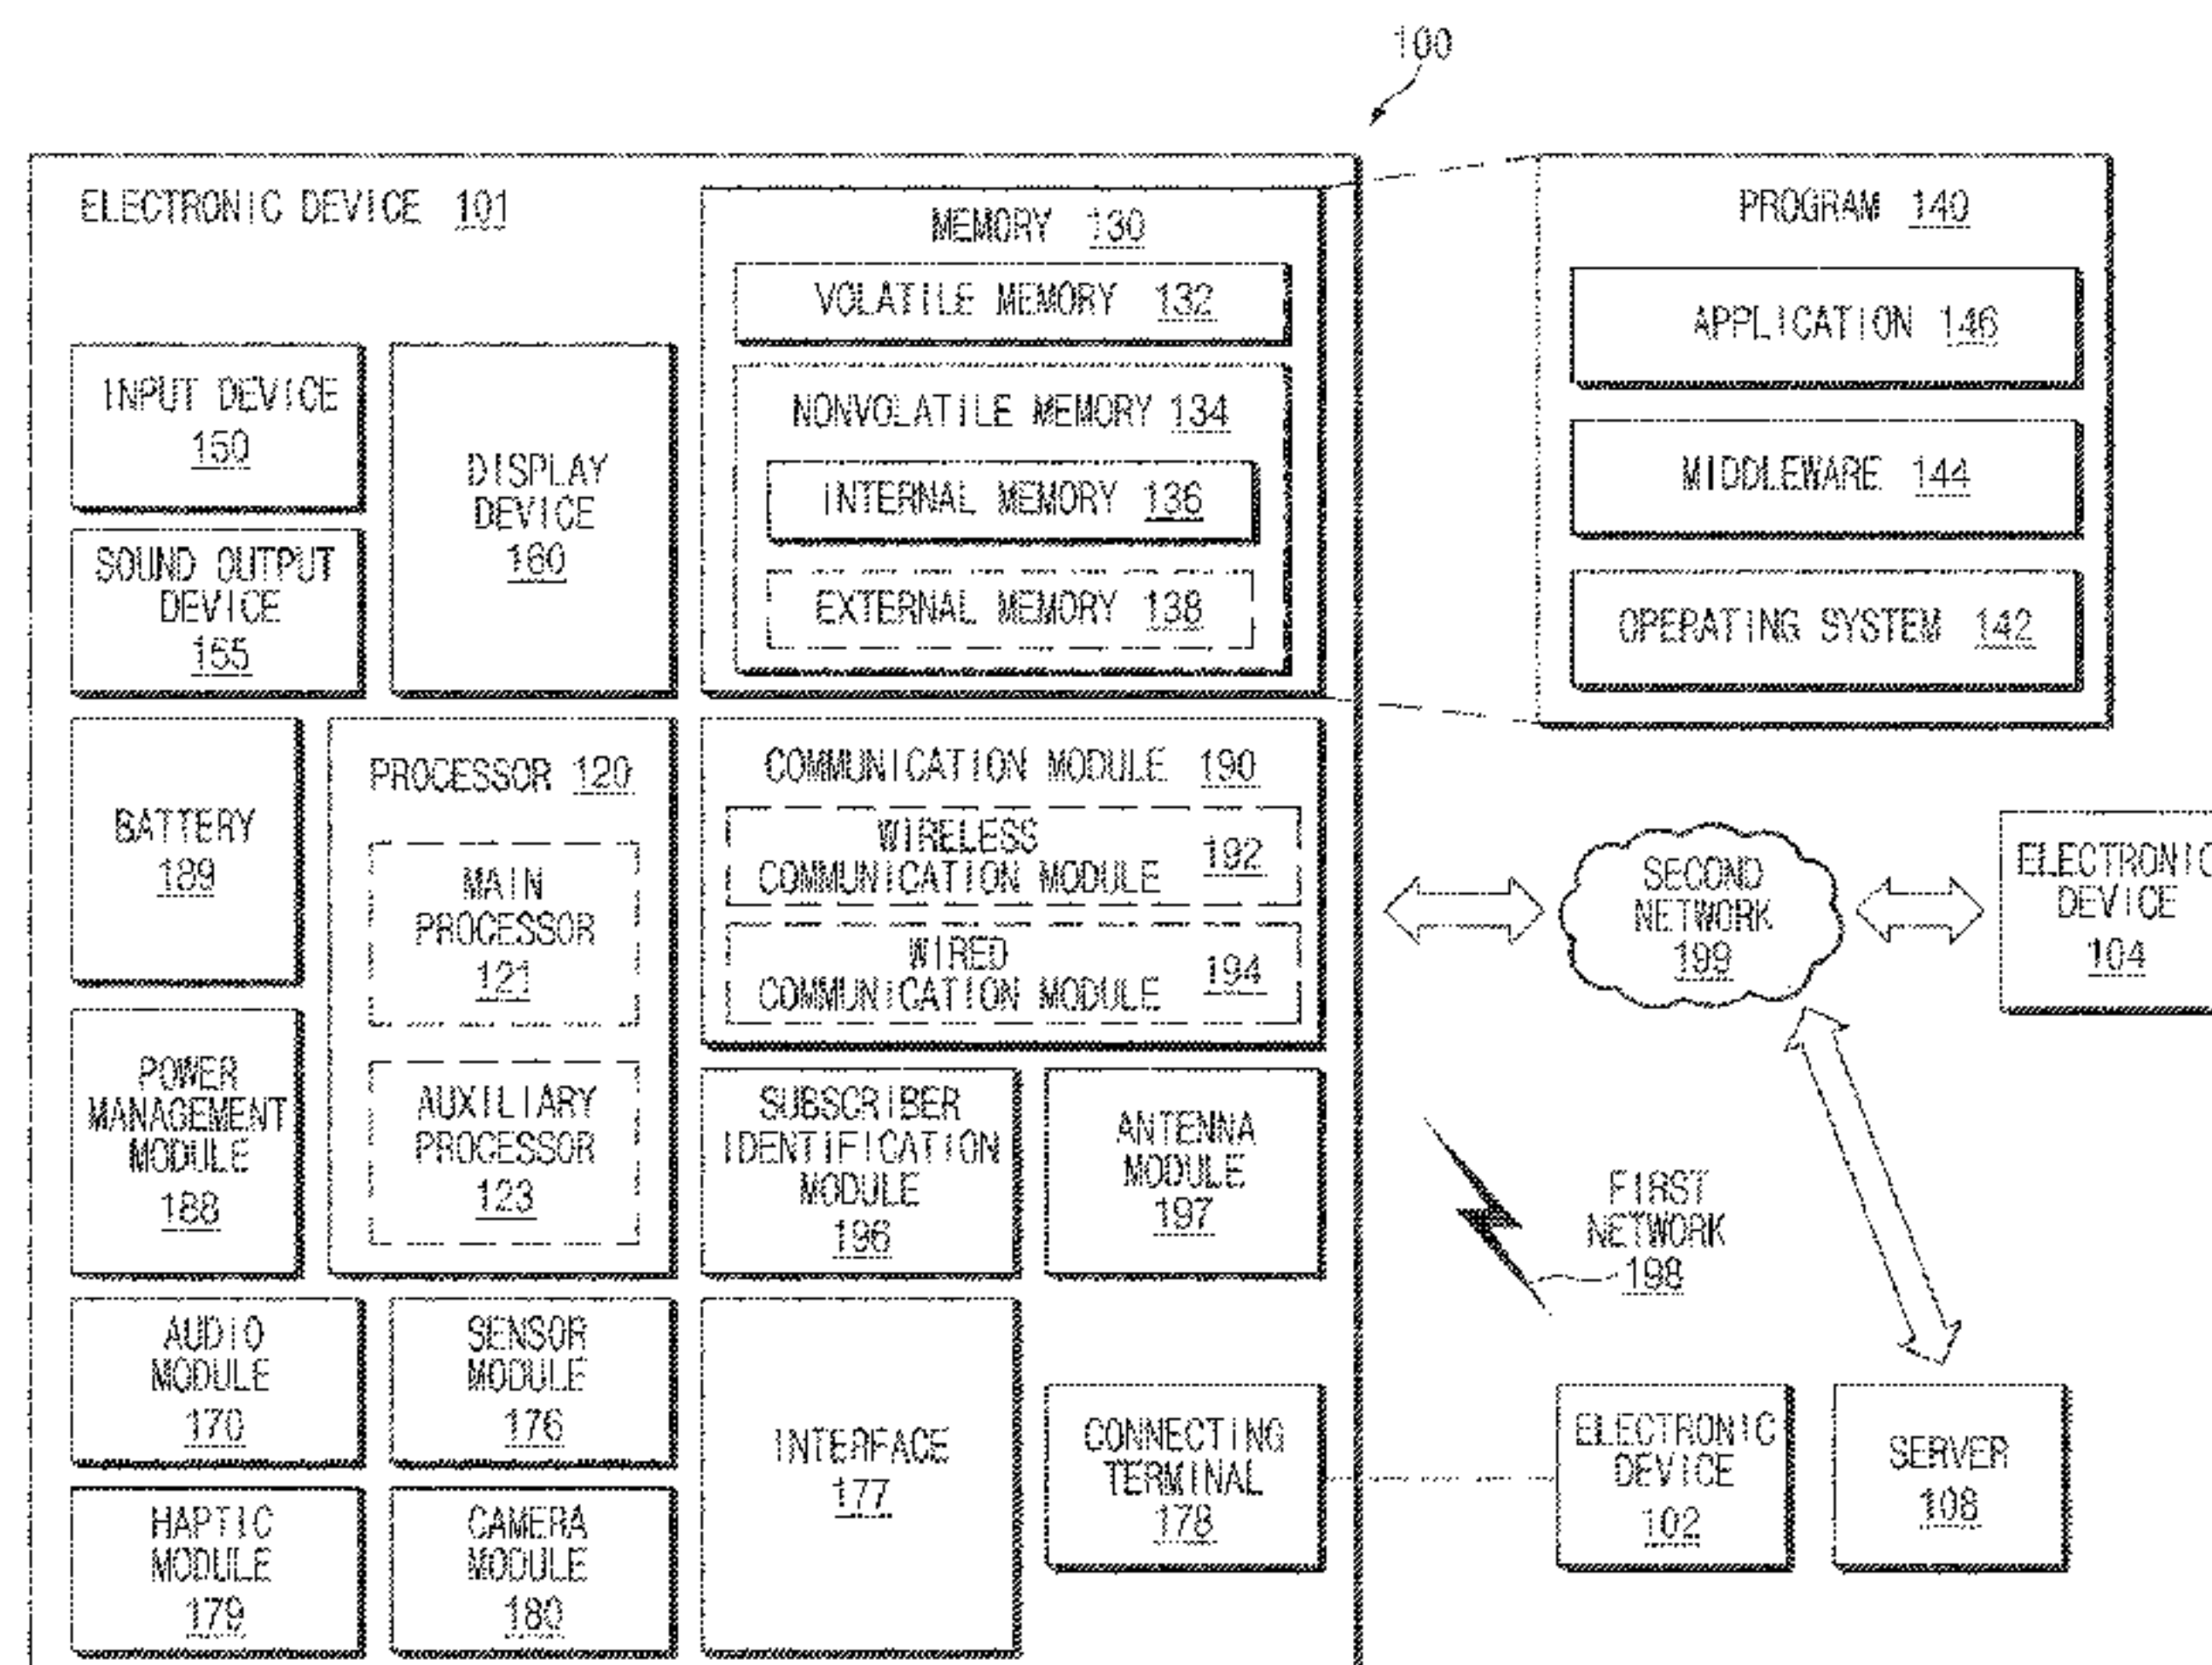 100
ELECTRONIC DEVICE 101
MEMORY 130
VOLATILE MEMORY 132
NONVOLATILE MEMORY 134
INTERNAL MEMORY 136
EXTERNAL MEMORY 138
PROGRAM 140
APPLICATION 146
MIDDLEWARE 144
OPERATING SYSTEM 142
INPUT DEVICE
150
SOUND OUTPUT
DEVICE
155
DISPLAY
DEVICE
160
BATTERY
189
POWER
MANAGEMENT
MODULE
188
PROCESSOR 120
MAIN
PROCESSOR
121
AUXILIARY
PROCESSOR
123
COMMUNICATION MODULE 190
WIRELESS
COMMUNICATION MODULE 192
WIRED
COMMUNICATION MODULE 194
SUBSCRIBER
IDENTIFICATION
MODULE
196
ANTENNA
MODULE
197
SECOND
NETWORK
199
ELECTRONIC
DEVICE
104
FIRST
NETWORK
198
AUDIO
MODULE
170
SENSOR
MODULE
176
INTERFACE
177
CONNECTING
TERMINAL
178
HAPTIC
MODULE
179
CAMERA
MODULE
180
ELECTRONIC
DEVICE
102
SERVER
108